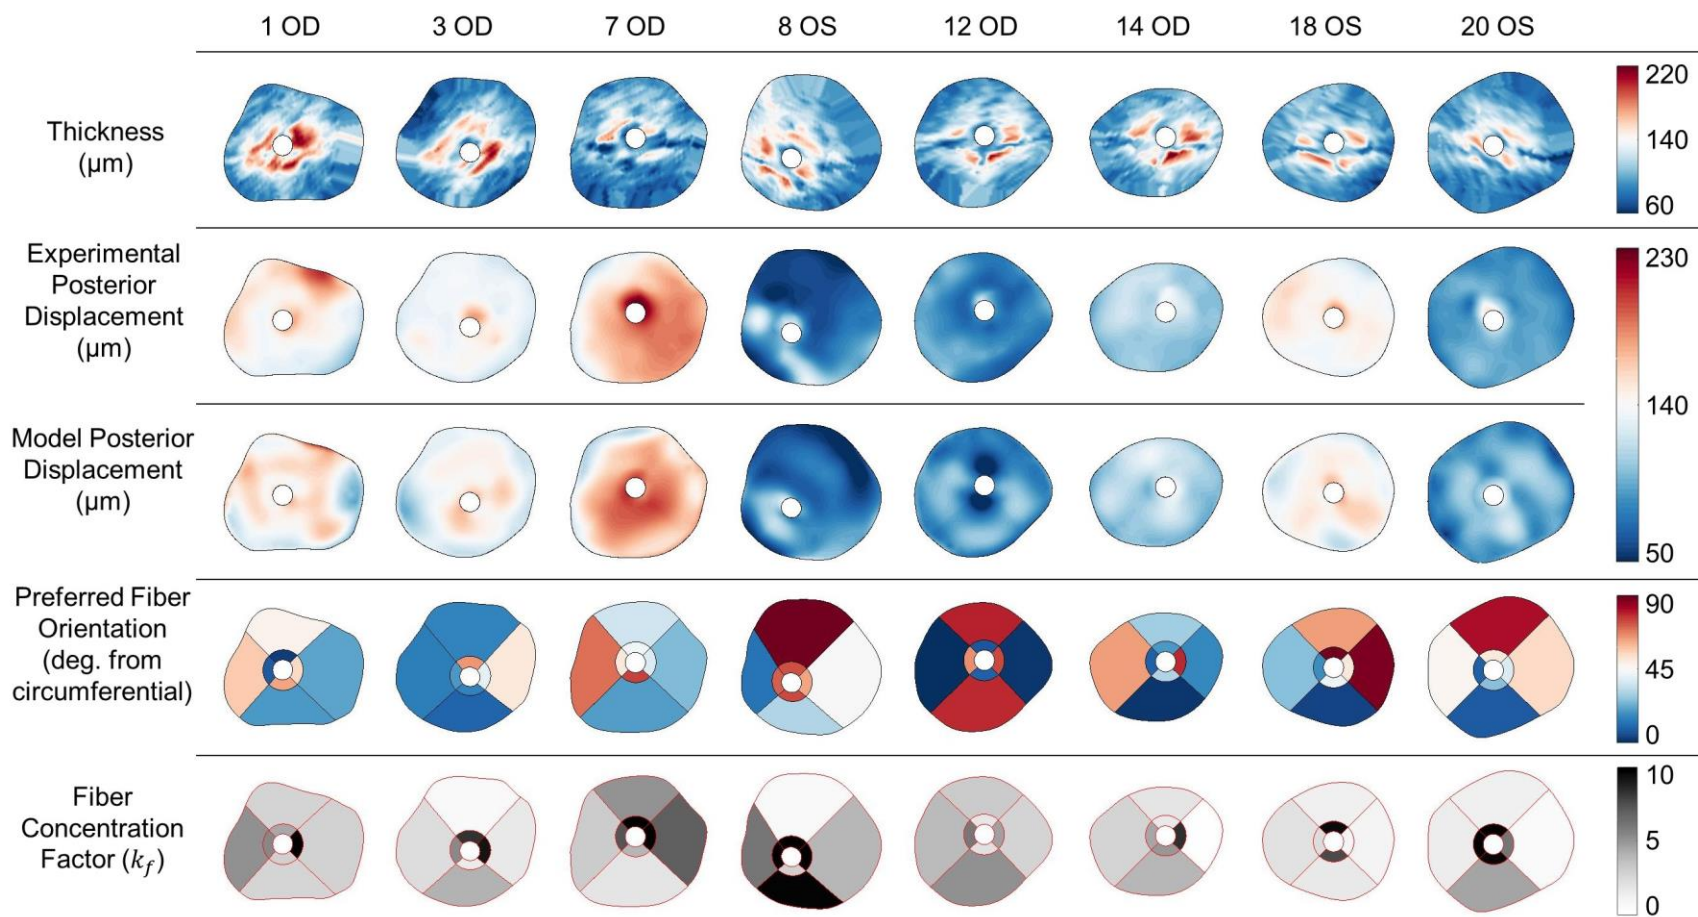 1 OD 3 OD 7 OD 8 OS 12 OD 14 OD 18 OS 20 OS
Thickness
(μm)
220
140
60
Experimental
Posterior
Displacement
(μm)
Model Posterior
Displacement
(μm)
230
140
50
Preferred Fiber
Orientation
(deg. from
circumferential)
90
45
0
Fiber
Concentration
Factor (k_f)
10
5
0